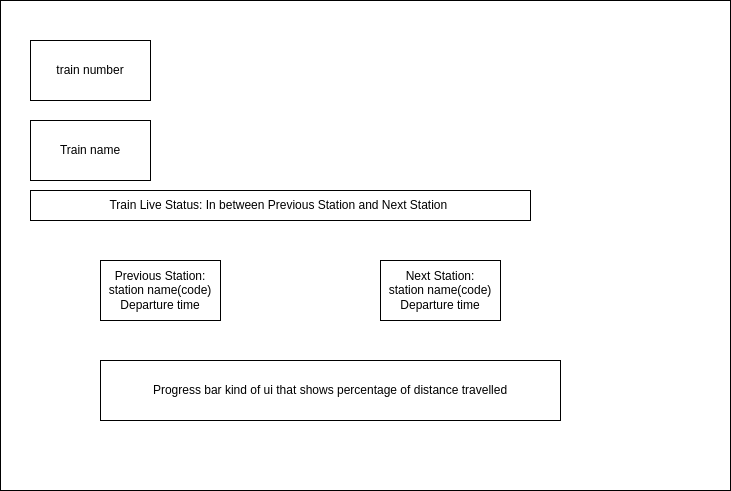 train number
Train name
Train Live Status: In between Previous Station and Next Station
Previous Station:
station name(code)
Departure time
Next Station:
station name(code)
Departure time
Progress bar kind of ui that shows percentage of distance travelled